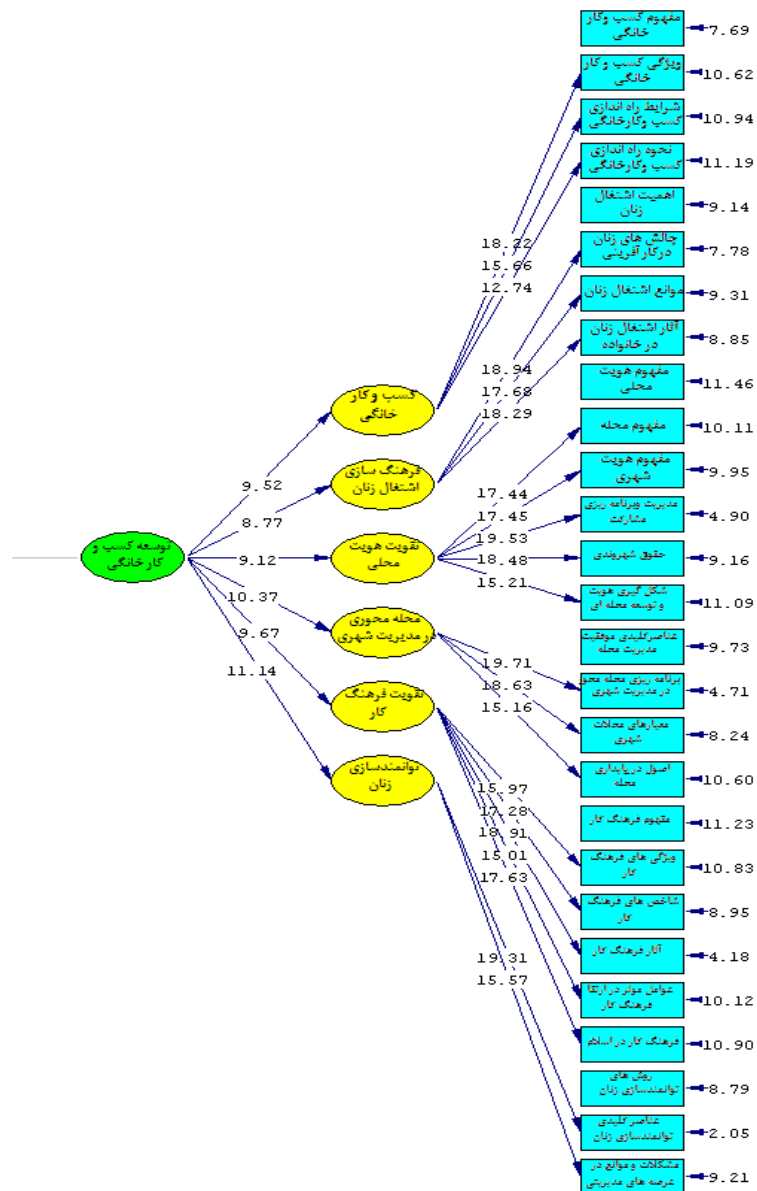 مفهوم کسب وکار
خانگی
7.69
ویژگی کسب و کار
خانگی
10.62
شرایط راه اندازی
کسب وکارخانگی
10.94
نحوه راه اندازی
کسب وکارخانگی
11.19
اهمیت اشتغال
زنان
9.14
چالش های زنان
درکار آفرینی
7.78
موانع اشتغال زنان
9.31
آثار اشتغال زنان
در خانواده
8.85
مفهوم هویت
محلی
11.46
مفهوم محله
10.11
مفهوم هویت
شهری
9.95
مدیریت وبرنامه ریزی
مشارکت
4.90
حقوق شهروندی
9.16
شکل گیری هویت
و توسعه محله ای
11.09
عناصرکلیدی موفقیت
مدیریت محله
9.73
برنامه ریزی محله محو
در مدیریت شهری
4.71
معیارهای محلات
شهری
8.24
اصول در پایداری
محله
10.60
مفهوم فرهنگ کار
11.23
ویژگی های فرهنگ
کار
10.83
شاخص های فرهنگ
کار
8.95
آثار فرهنگ کار
4.18
عوامل موثر در ارتقا
فرهنگ کار
10.12
فرهنگ کار در اسلام
10.90
روش های
توانمندسازی زنان
8.79
عناصر کلیدی
توانمندسازی زنان
2.05
مشکلات و موانع در
عرصه های مدیریتی
9.21
18.22
15.66
12.74
18.94
17.68
18.29
17.44
17.45
19.53
18.48
15.21
19.71
18.63
15.16
15.97
17.28
18.91
15.01
17.63
19.31
15.57
کسب و کار
خانگی
فرهنگ سازی
اشتغال زنان
تقویت هویت
محلی
محله محوری
در مدیریت شهری
تقویت فرهنگ
کار
توانمندسازی
زنان
9.52
8.77
9.12
10.37
9.67
11.14
توسعه کسب و
کار خانگی